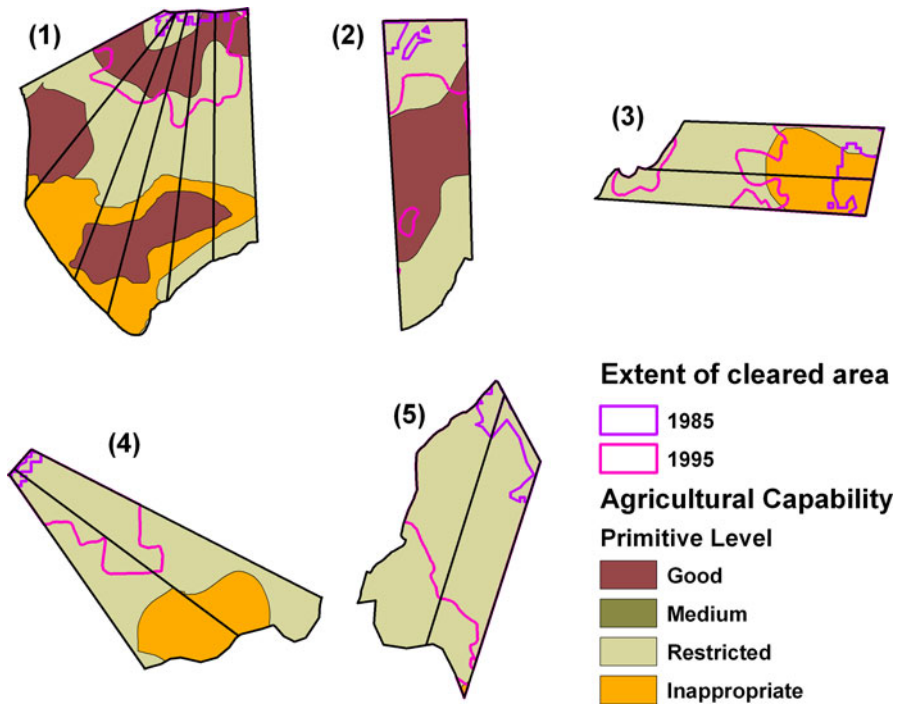 (1)
(2)
(3)
(4)
(5)
Extent of cleared area
1985
1995
Agricultural Capability
Primitive Level
Good
Medium
Restricted
Inappropriate